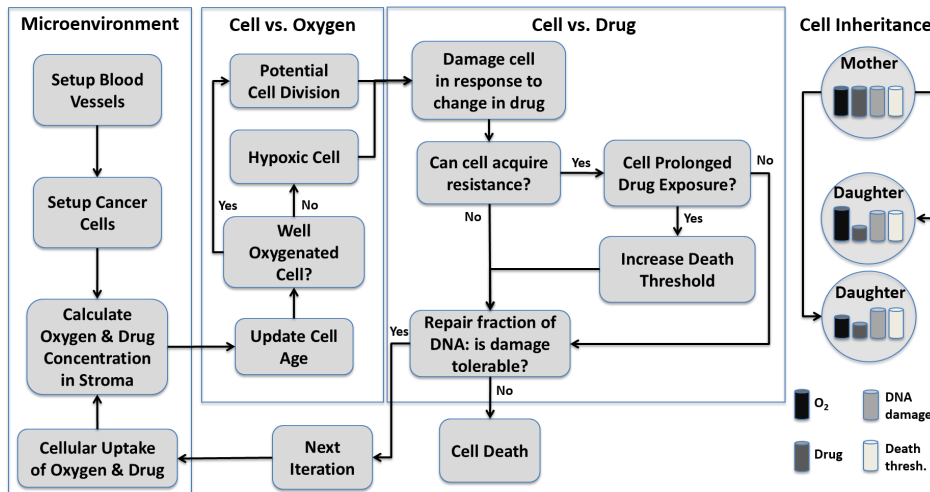 Microenvironment
Setup Blood
Vessels
Setup Cancer
Cells
Calculate
Oxygen & Drug
Concentration
in Stroma
Cellular Uptake
of Oxygen & Drug
Cell vs. Oxygen
Potential
Cell Division
Hypoxic Cell
Yes
No
Well
Oxygenated
Cell?
Update Cell
Age
Next
Iteration
Cell vs. Drug
Damage cell
in response to
change in drug
Can cell acquire
resistance?
Yes
Cell Prolonged
Drug Exposure?
No
No
Yes
Increase Death
Threshold
Yes
Repair fraction of
DNA: is damage
tolerable?
No
Cell Death
Cell Inheritance
Mother
Daughter
Daughter
O₂
DNA
damage
Drug
Death
thresh.